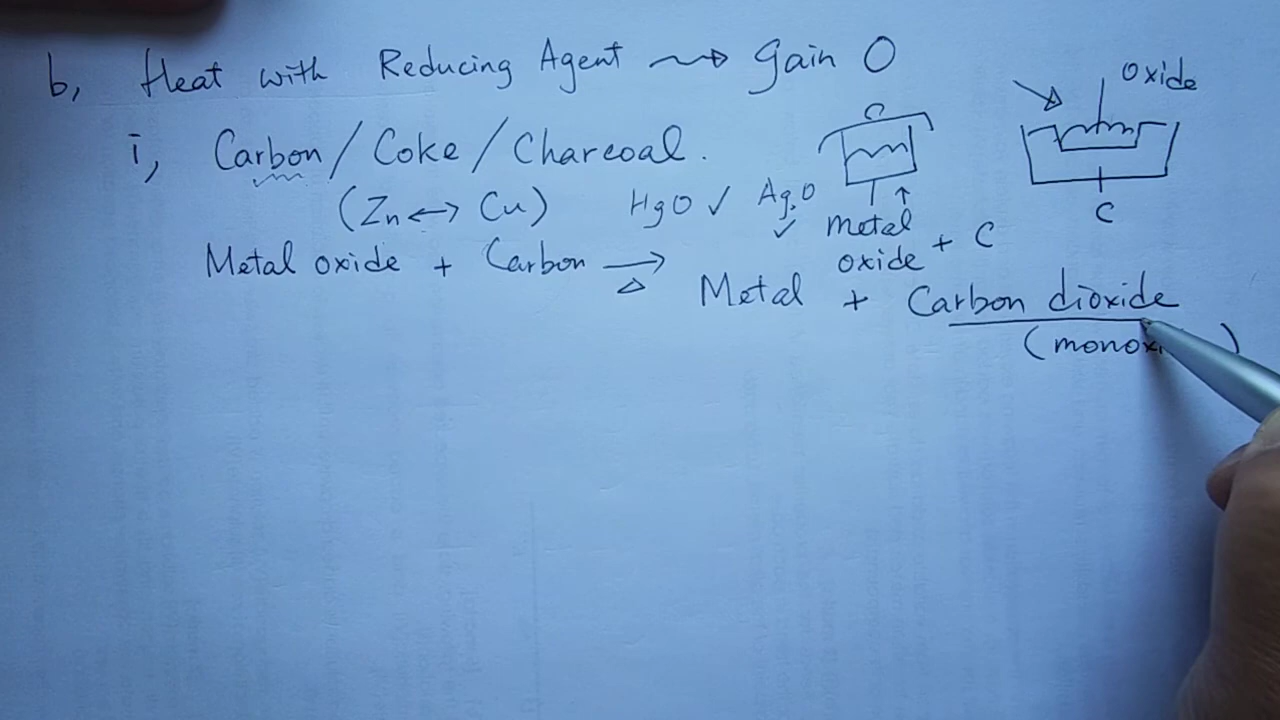 b, Heat with Reducing Agent ⇝ gain O
oxide
i, Carbon / Coke / Charcoal.
C
(Zn ↔ Cu) HgO ✓ Ag₂O ✓
C
metal oxide + C
Metal oxide + Carbon →
Δ
Metal + Carbon dioxide
(monox )